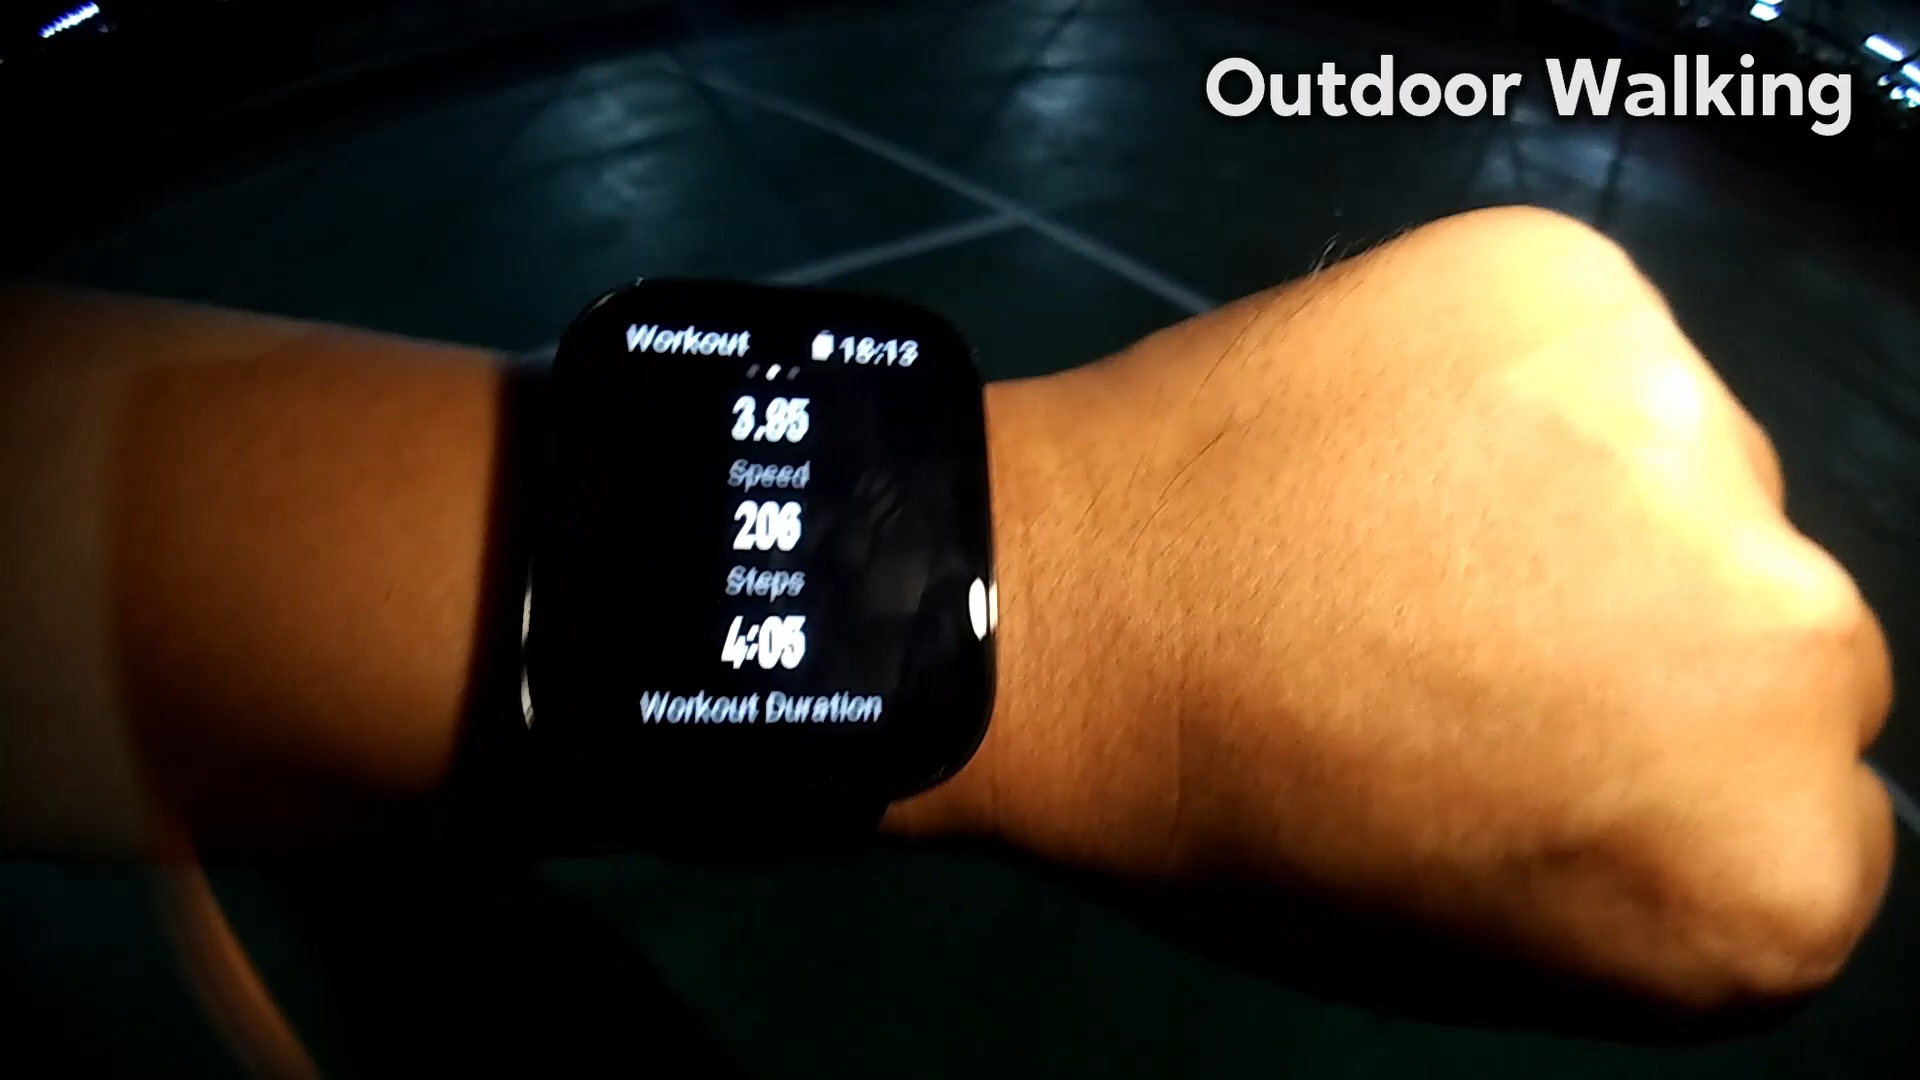 Outdoor Walking
Workout 18:13
3.85
Speed
206
Steps
4:05
Workout Duration